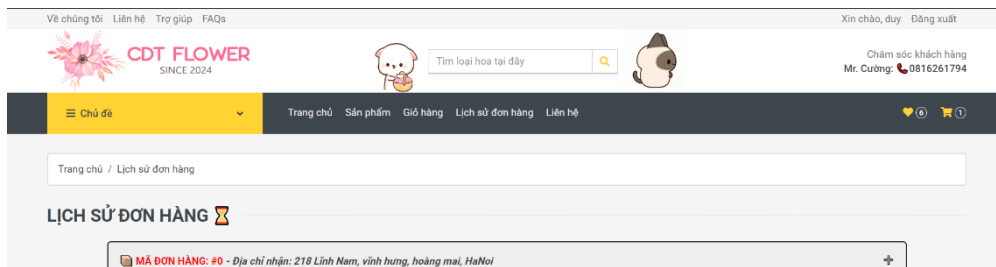 Về chúng tôi Liên hệ Trợ giúp FAQs Xin chào, duy Đăng xuất
CDT FLOWER
SINCE 2024
Tìm loại hoa tại đây
Chăm sóc khách hàng
Mr. Cường: 0816261794
Chủ đề Trang chủ Sản phẩm Giỏ hàng Lịch sử đơn hàng Liên hệ 6 1
Trang chủ / Lịch sử đơn hàng
LỊCH SỬ ĐƠN HÀNG
MÃ ĐƠN HÀNG: #0 - Địa chỉ nhận: 218 Lĩnh Nam, vĩnh hưng, hoàng mai, HaNoi